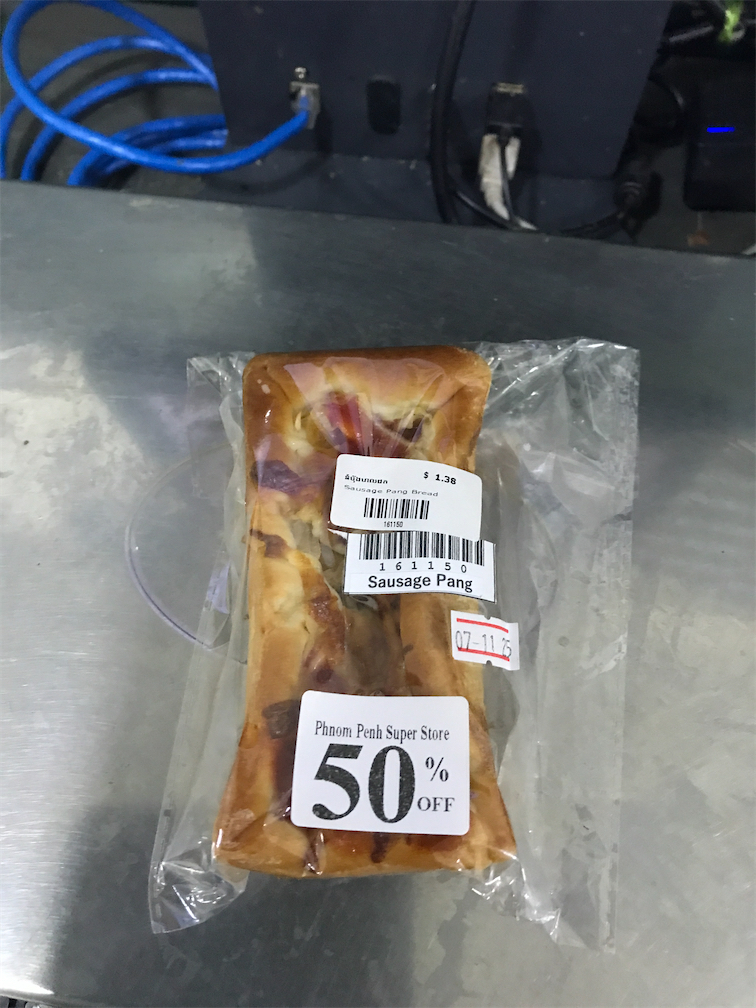 $ 1.38
Sausage Pang Bread
161150
161150
Sausage Pang
07-11 25
Phnom Penh Super Store
50%
OFF